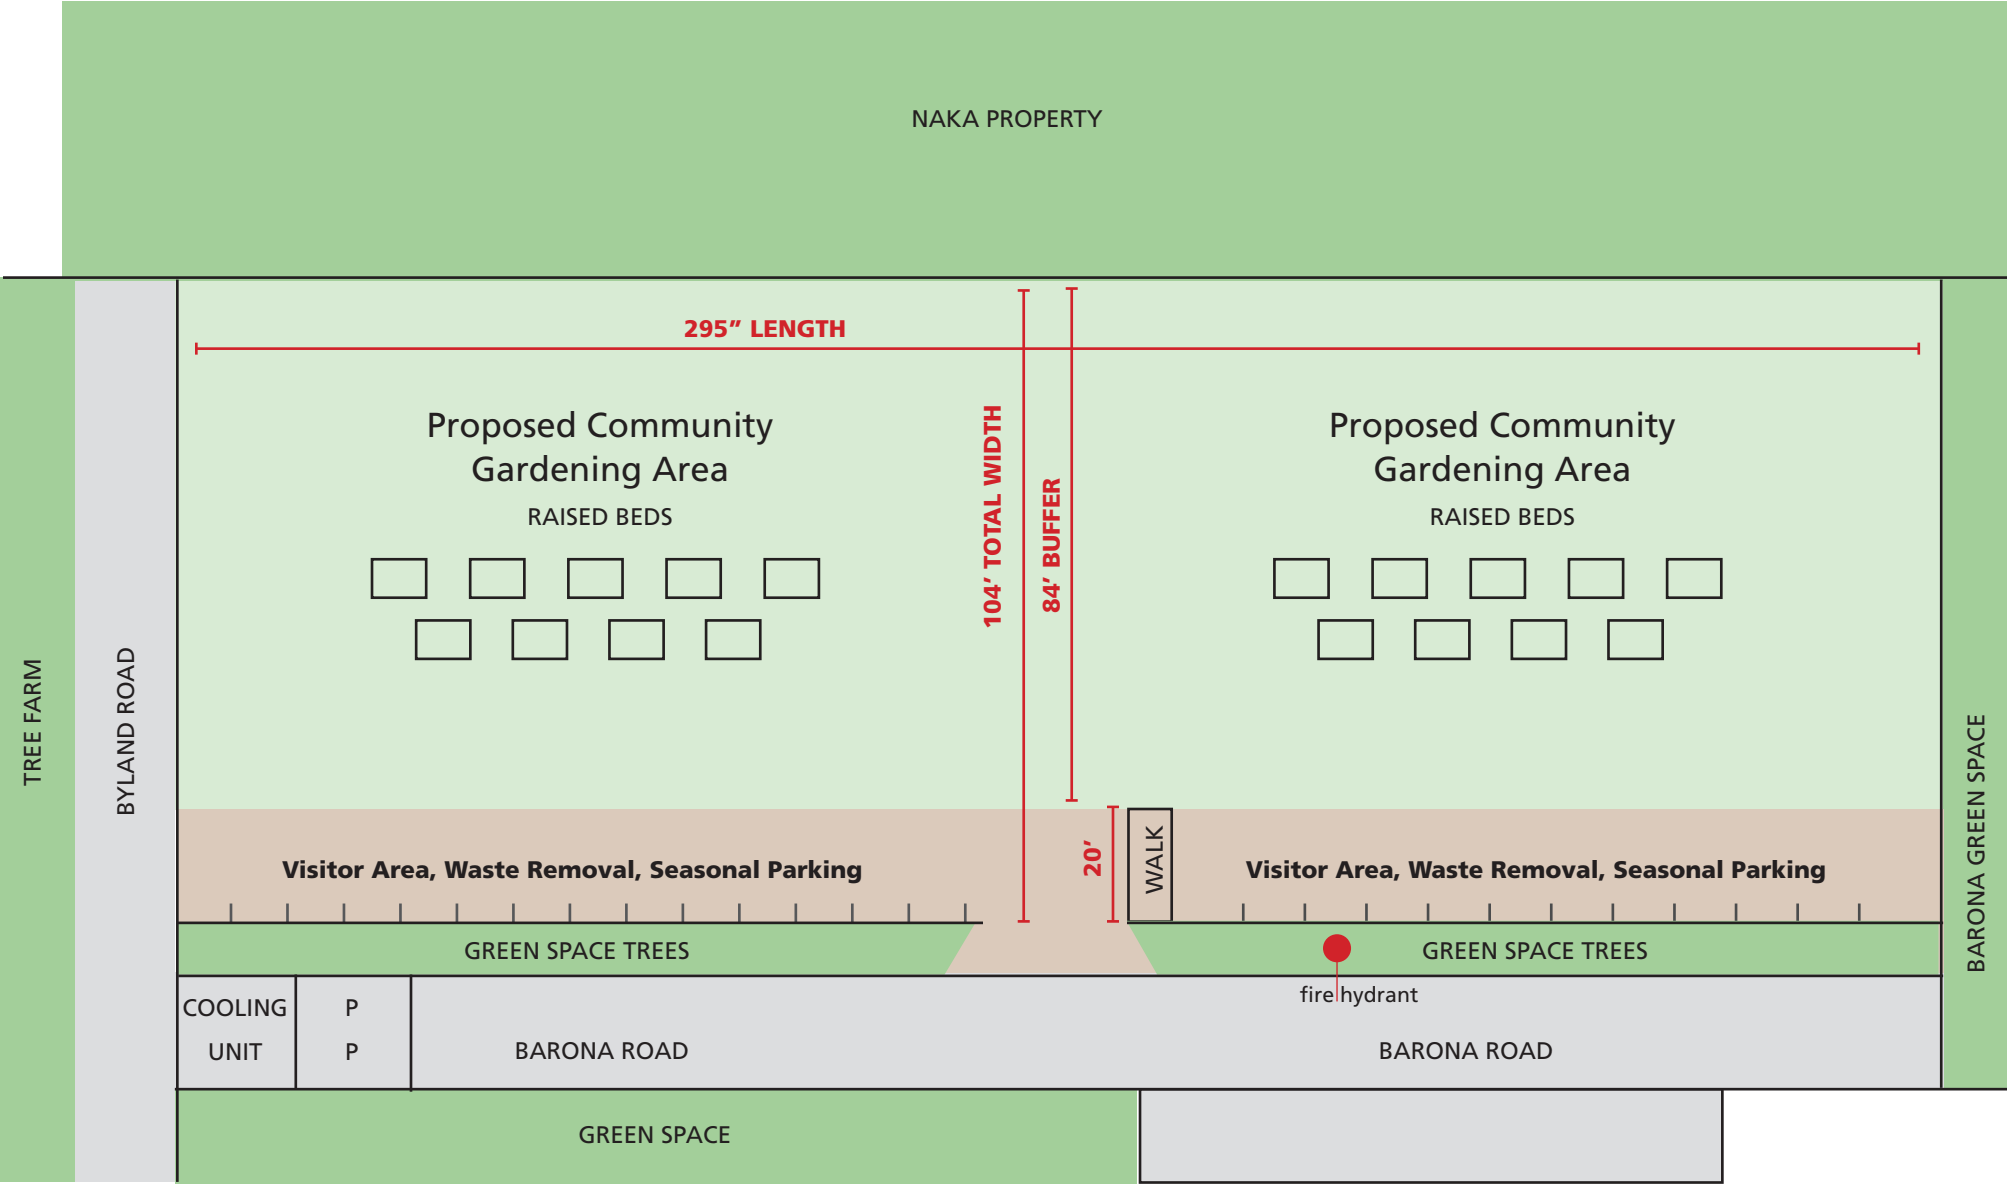 NAKA PROPERTY
295” LENGTH
Proposed Community
Gardening Area
RAISED BEDS
104’ TOTAL WIDTH
84’ BUFFER
Proposed Community
Gardening Area
RAISED BEDS
TREE FARM
BYLAND ROAD
BARONA GREEN SPACE
Visitor Area, Waste Removal, Seasonal Parking
20’
WALK
Visitor Area, Waste Removal, Seasonal Parking
GREEN SPACE TREES
GREEN SPACE TREES
fire hydrant
COOLING
UNIT
P
P
BARONA ROAD
BARONA ROAD
GREEN SPACE